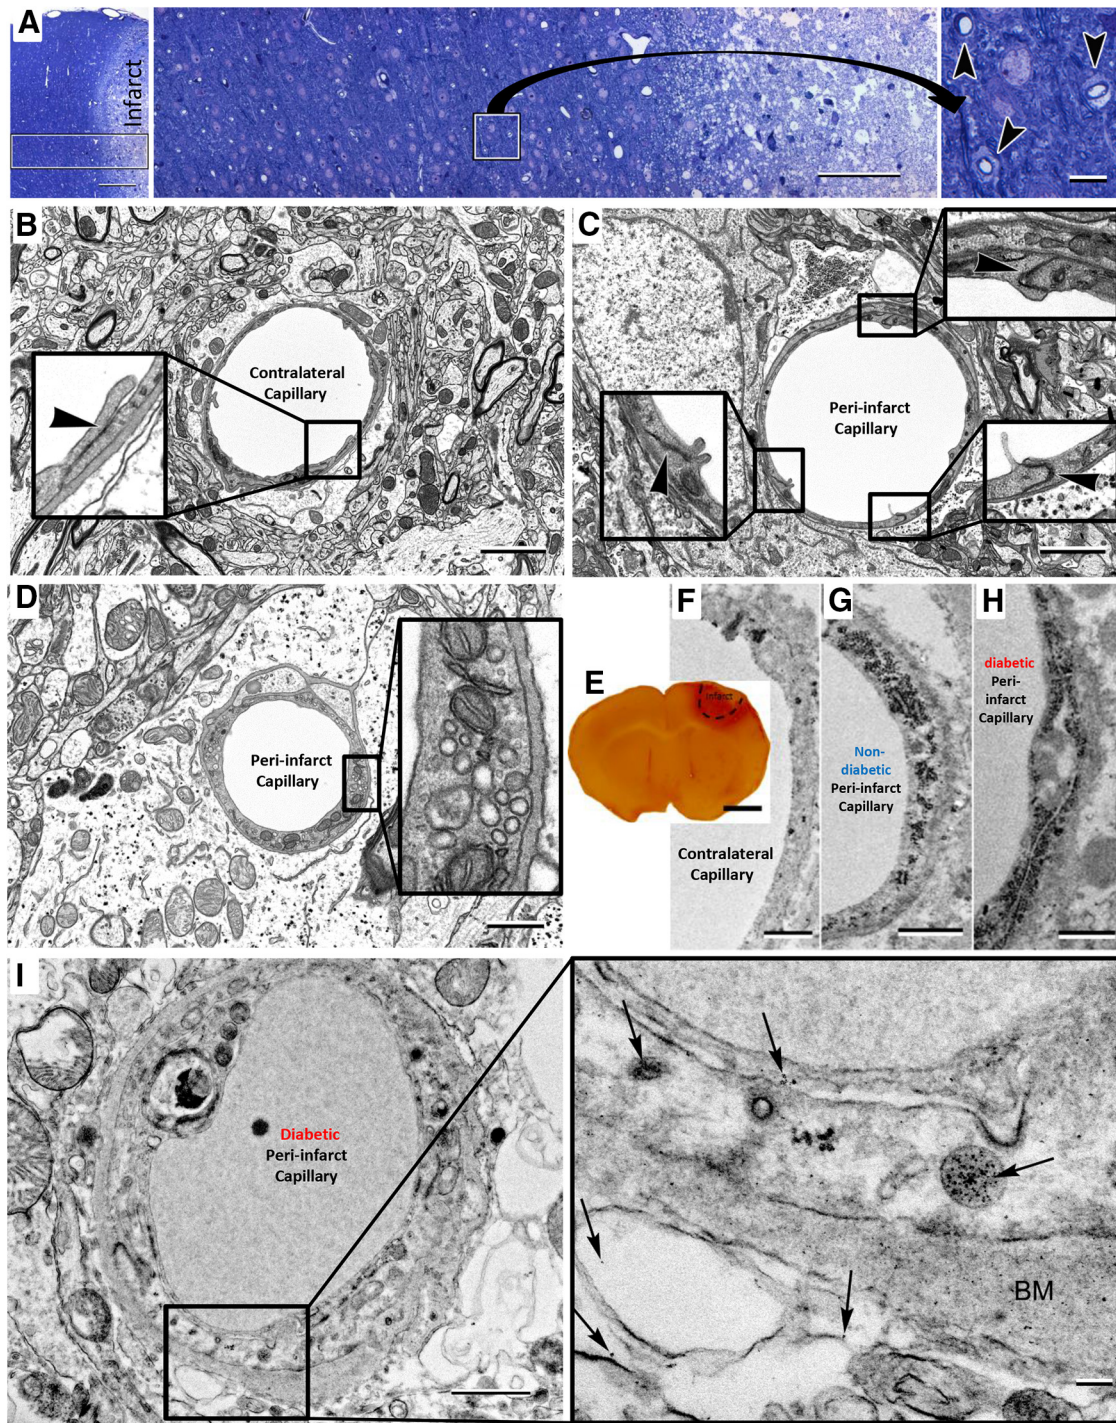 A
Infarct
B
Contralateral
Capillary
C
Peri-infarct
Capillary
D
Peri-infarct
Capillary
E
Infarct
F
Contralateral
Capillary
G
Non-
diabetic
Peri-infarct
Capillary
H
diabetic
Peri-
infarct
Capillary
I
Diabetic
Peri-infarct
Capillary
BM